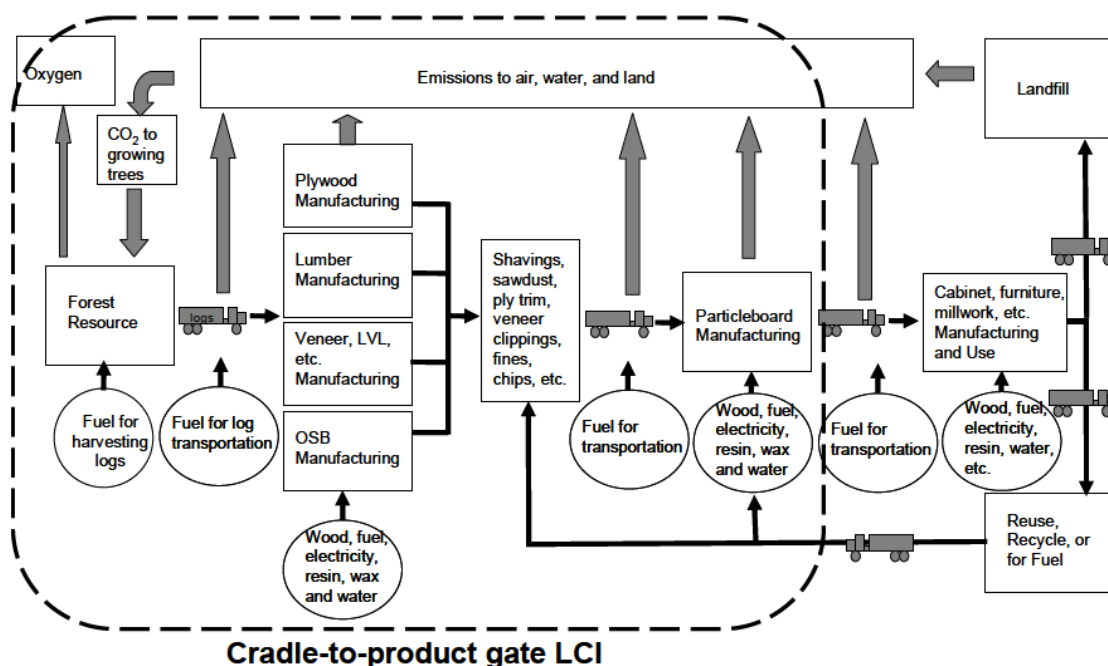 Oxygen
Emissions to air, water, and land
Landfill
CO₂ to
growing
trees
Plywood
Manufacturing
Lumber
Manufacturing
Veneer, LVL,
etc.
Manufacturing
OSB
Manufacturing
Forest
Resource
logs
Shavings,
sawdust,
ply trim,
veneer
clippings,
fines,
chips, etc.
Particleboard
Manufacturing
Cabinet, furniture,
millwork, etc.
Manufacturing
and Use
Fuel for
harvesting
logs
Fuel for log
transportation
Wood, fuel,
electricity,
resin, wax
and water
Fuel for
transportation
Wood, fuel,
electricity,
resin, wax
and water
Fuel for
transportation
Wood, fuel,
electricity,
resin, water,
etc.
Reuse,
Recycle, or
for Fuel
Cradle-to-product gate LCI